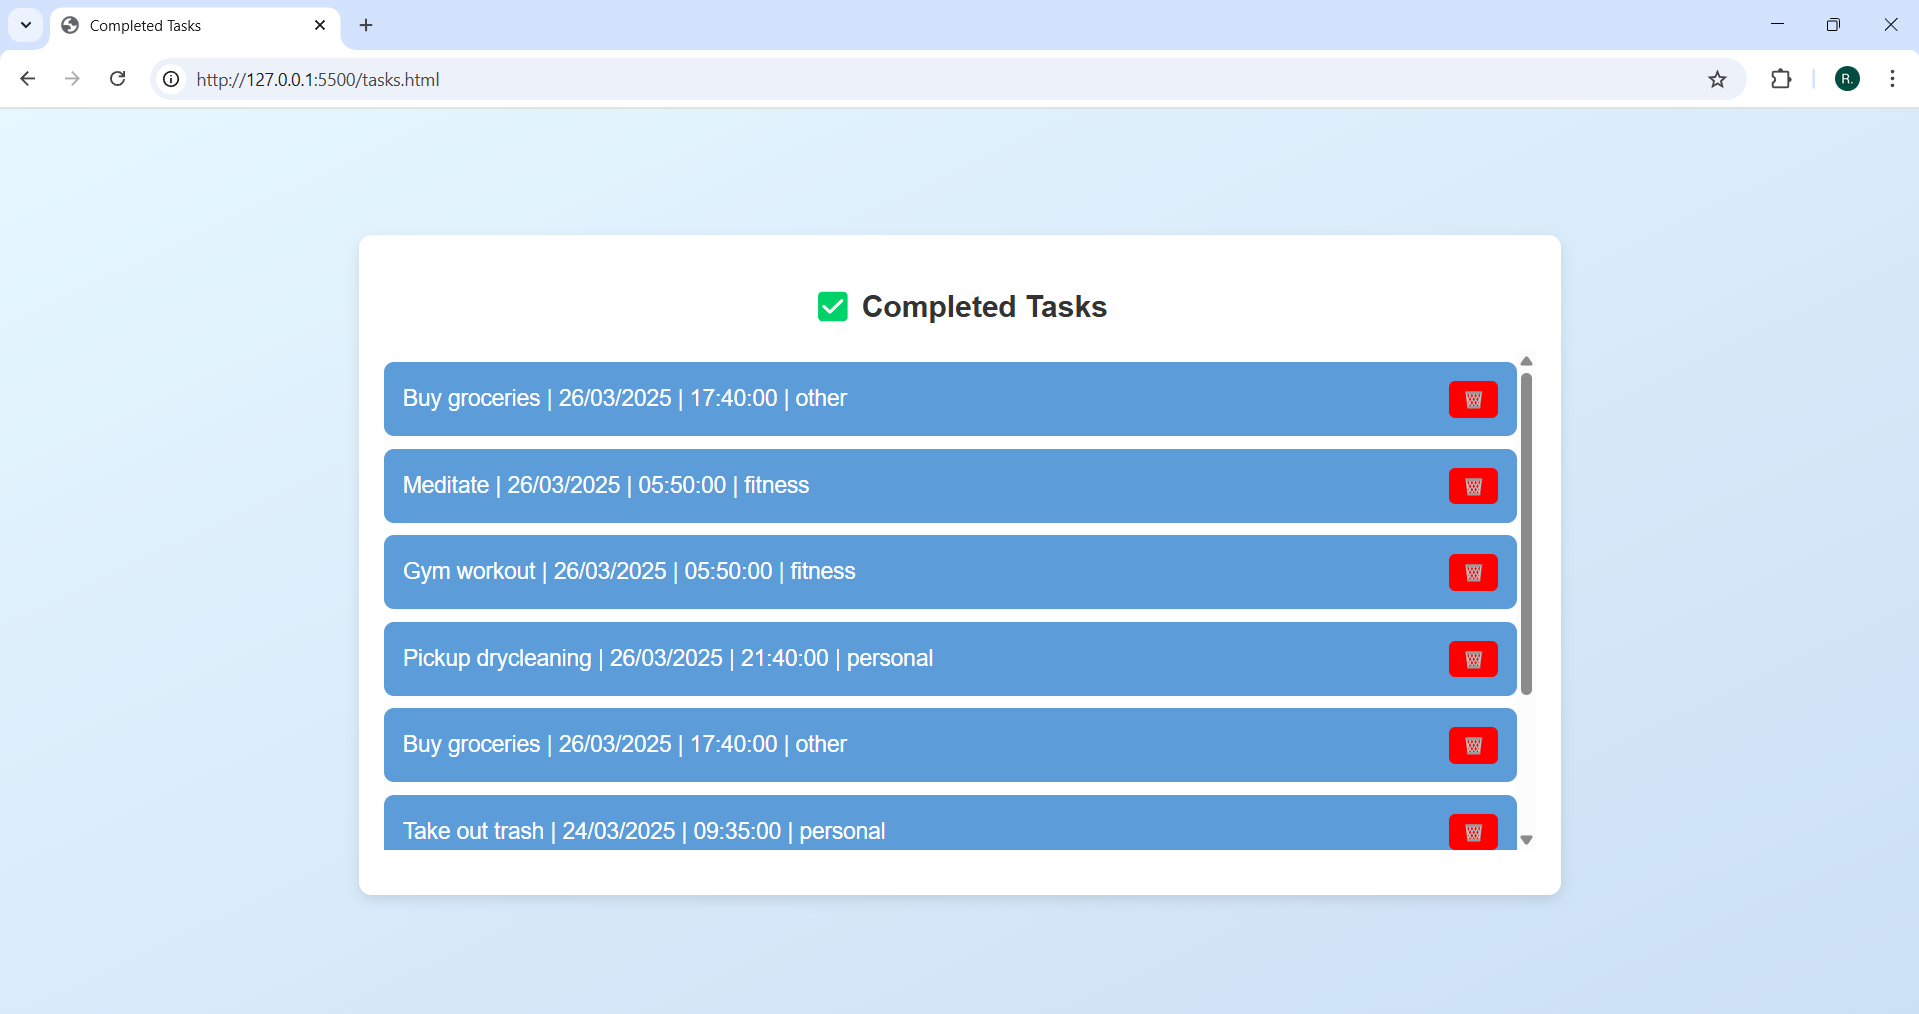 Completed Tasks
http://127.0.0.1:5500/tasks.html
R.
Completed Tasks
Buy groceries | 26/03/2025 | 17:40:00 | other
Meditate | 26/03/2025 | 05:50:00 | fitness
Gym workout | 26/03/2025 | 05:50:00 | fitness
Pickup drycleaning | 26/03/2025 | 21:40:00 | personal
Buy groceries | 26/03/2025 | 17:40:00 | other
Take out trash | 24/03/2025 | 09:35:00 | personal